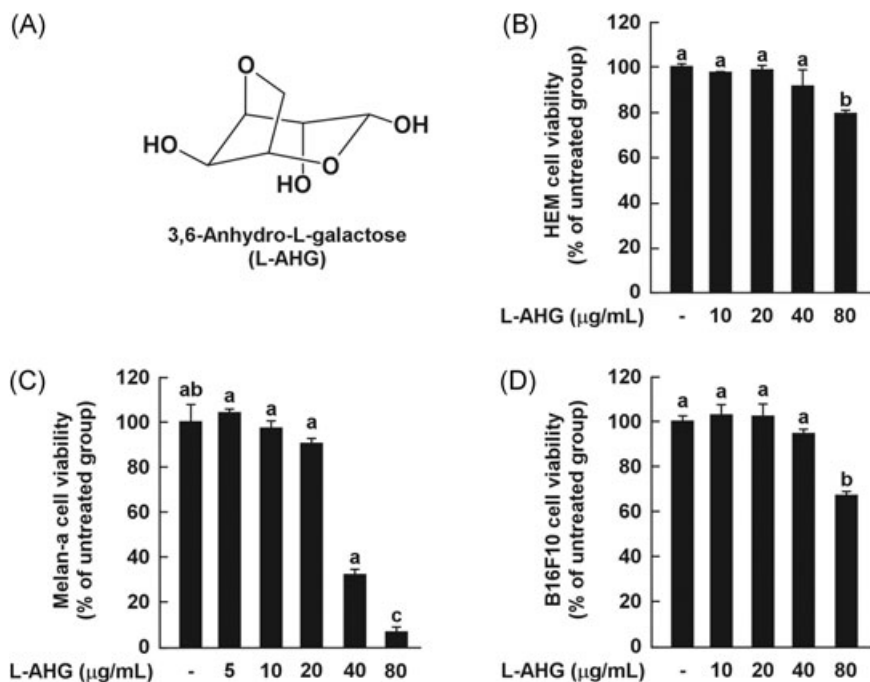 (A)
O
HO
HO
O
OH
3,6-Anhydro-L-galactose
(L-AHG)
(B)
HEM cell viability
(% of untreated group)
120
100
80
60
40
20
0
a a a a b
L-AHG (μg/mL) - 10 20 40 80
(C)
Melan-a cell viability
(% of untreated group)
120
100
80
60
40
20
0
ab a a a a c
L-AHG (μg/mL) - 5 10 20 40 80
(D)
B16F10 cell viability
(% of untreated group)
120
100
80
60
40
20
0
a a a a b
L-AHG (μg/mL) - 10 20 40 80